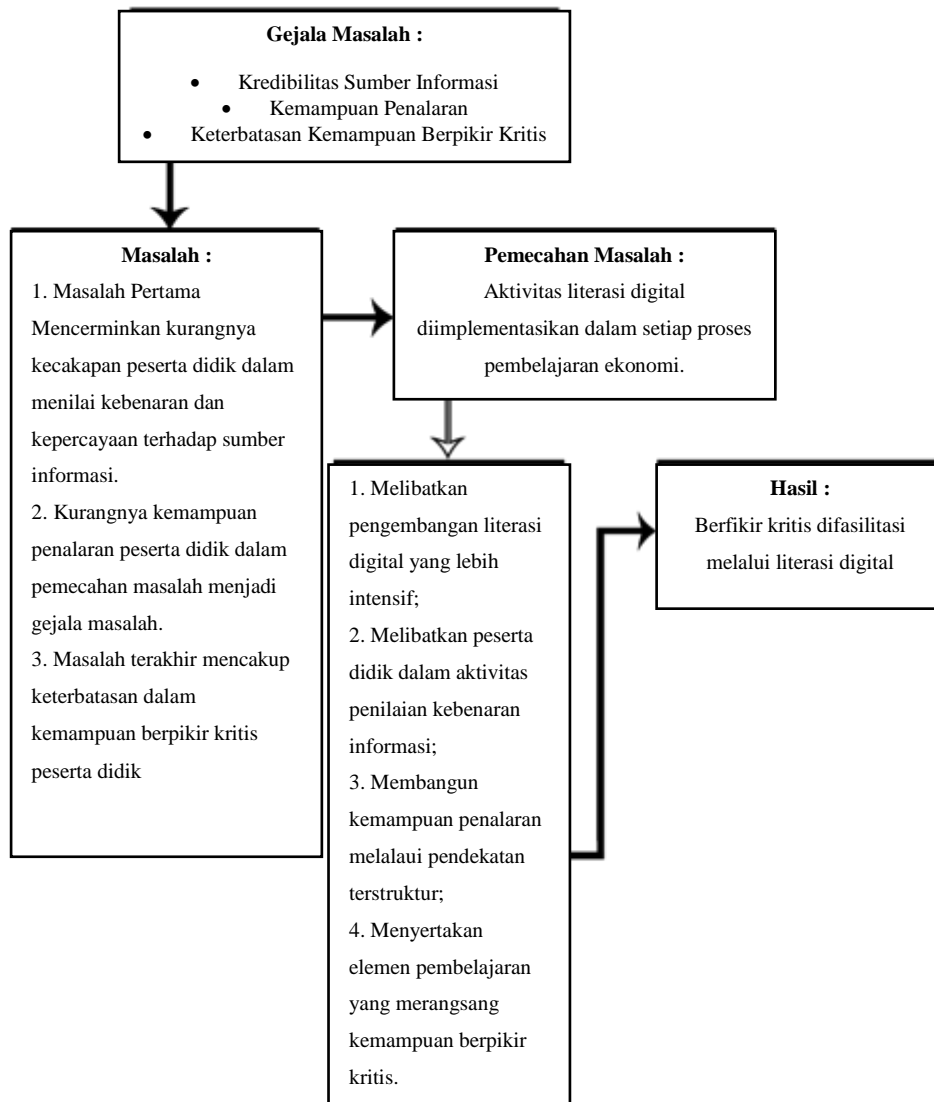 Gejala Masalah :
• Kredibilitas Sumber Informasi
• Kemampuan Penalaran
• Keterbatasan Kemampuan Berpikir Kritis
Masalah :
1. Masalah Pertama
Mencerminkan kurangnya
kecakapan peserta didik dalam
menilai kebenaran dan
kepercayaan terhadap sumber
informasi.
2. Kurangnya kemampuan
penalaran peserta didik dalam
pemecahan masalah menjadi
gejala masalah.
3. Masalah terakhir mencakup
keterbatasan dalam
kemampuan berpikir kritis
peserta didik
Pemecahan Masalah :
Aktivitas literasi digital
diimplementasikan dalam setiap proses
pembelajaran ekonomi.
1. Melibatkan
pengembangan literasi
digital yang lebih
intensif;
2. Melibatkan peserta
didik dalam aktivitas
penilaian kebenaran
informasi;
3. Membangun
kemampuan penalaran
melalaui pendekatan
terstruktur;
4. Menyertakan
elemen pembelajaran
yang merangsang
kemampuan berpikir
kritis.
Hasil :
Berfikir kritis difasilitasi
melalui literasi digital